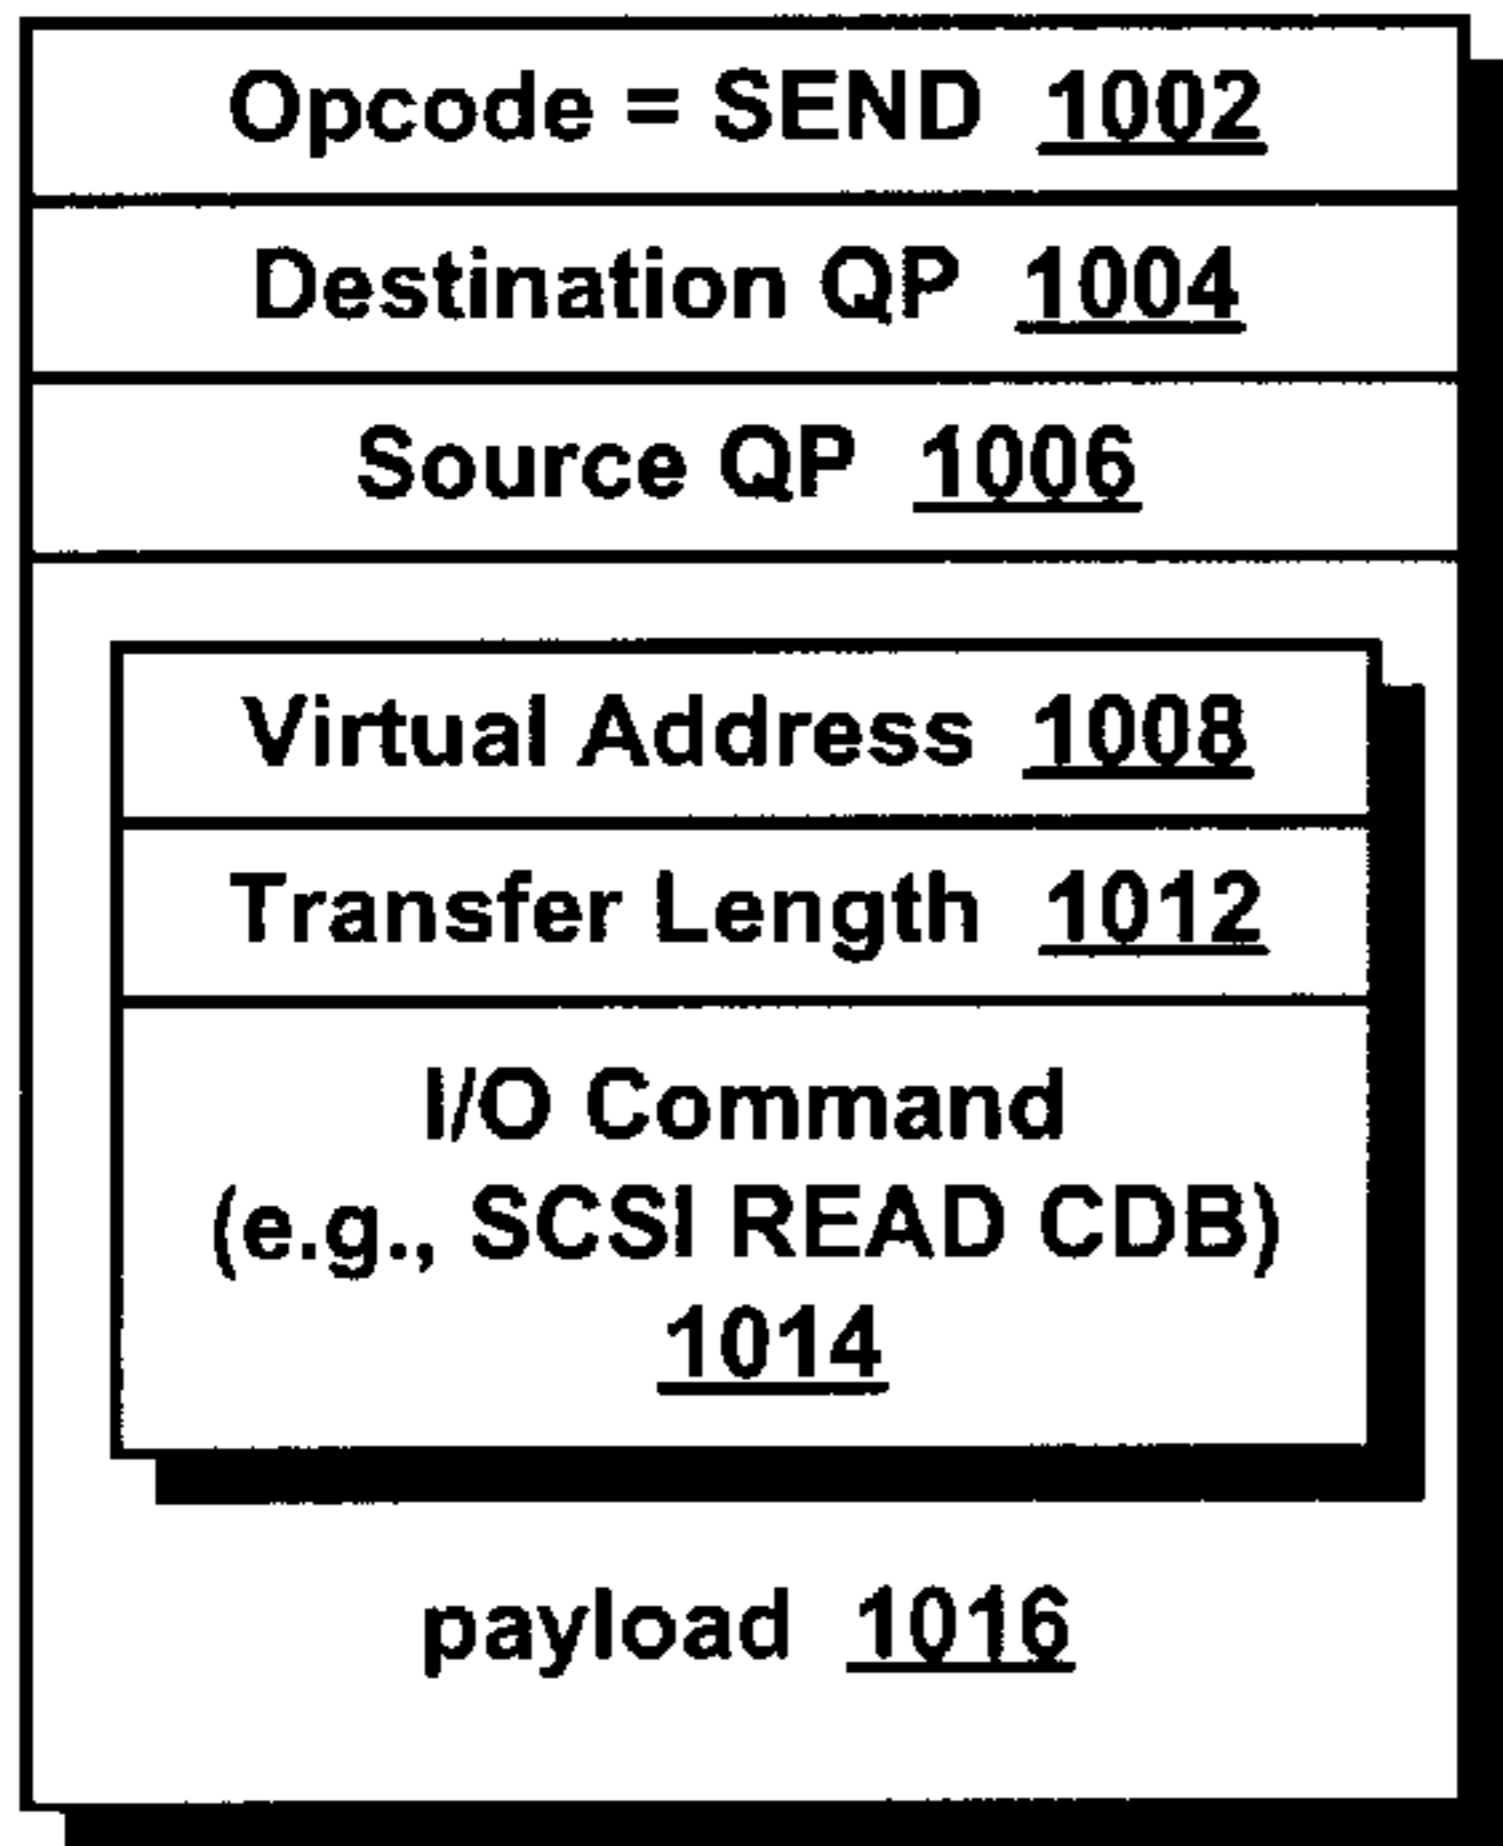 Opcode = SEND 1002
Destination QP 1004
Source QP 1006
Virtual Address 1008
Transfer Length 1012
I/O Command
(e.g., SCSI READ CDB)
1014
payload 1016